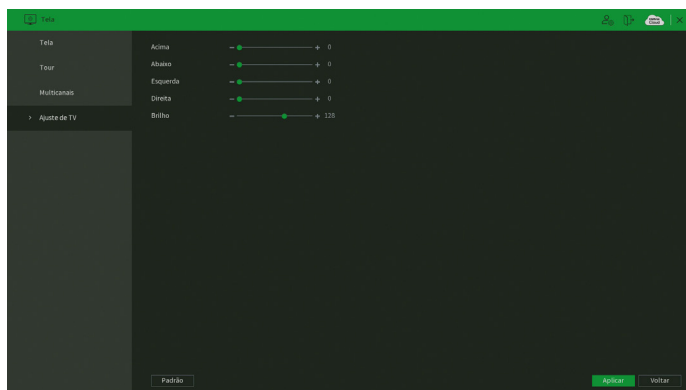 Tela
Tela
Tour
Multicanais
> Ajuste de TV
Acima - + 0
Abaixo - + 0
Esquerda - + 0
Direita - + 0
Brilho - + 128
Padrão
Aplicar
Voltar